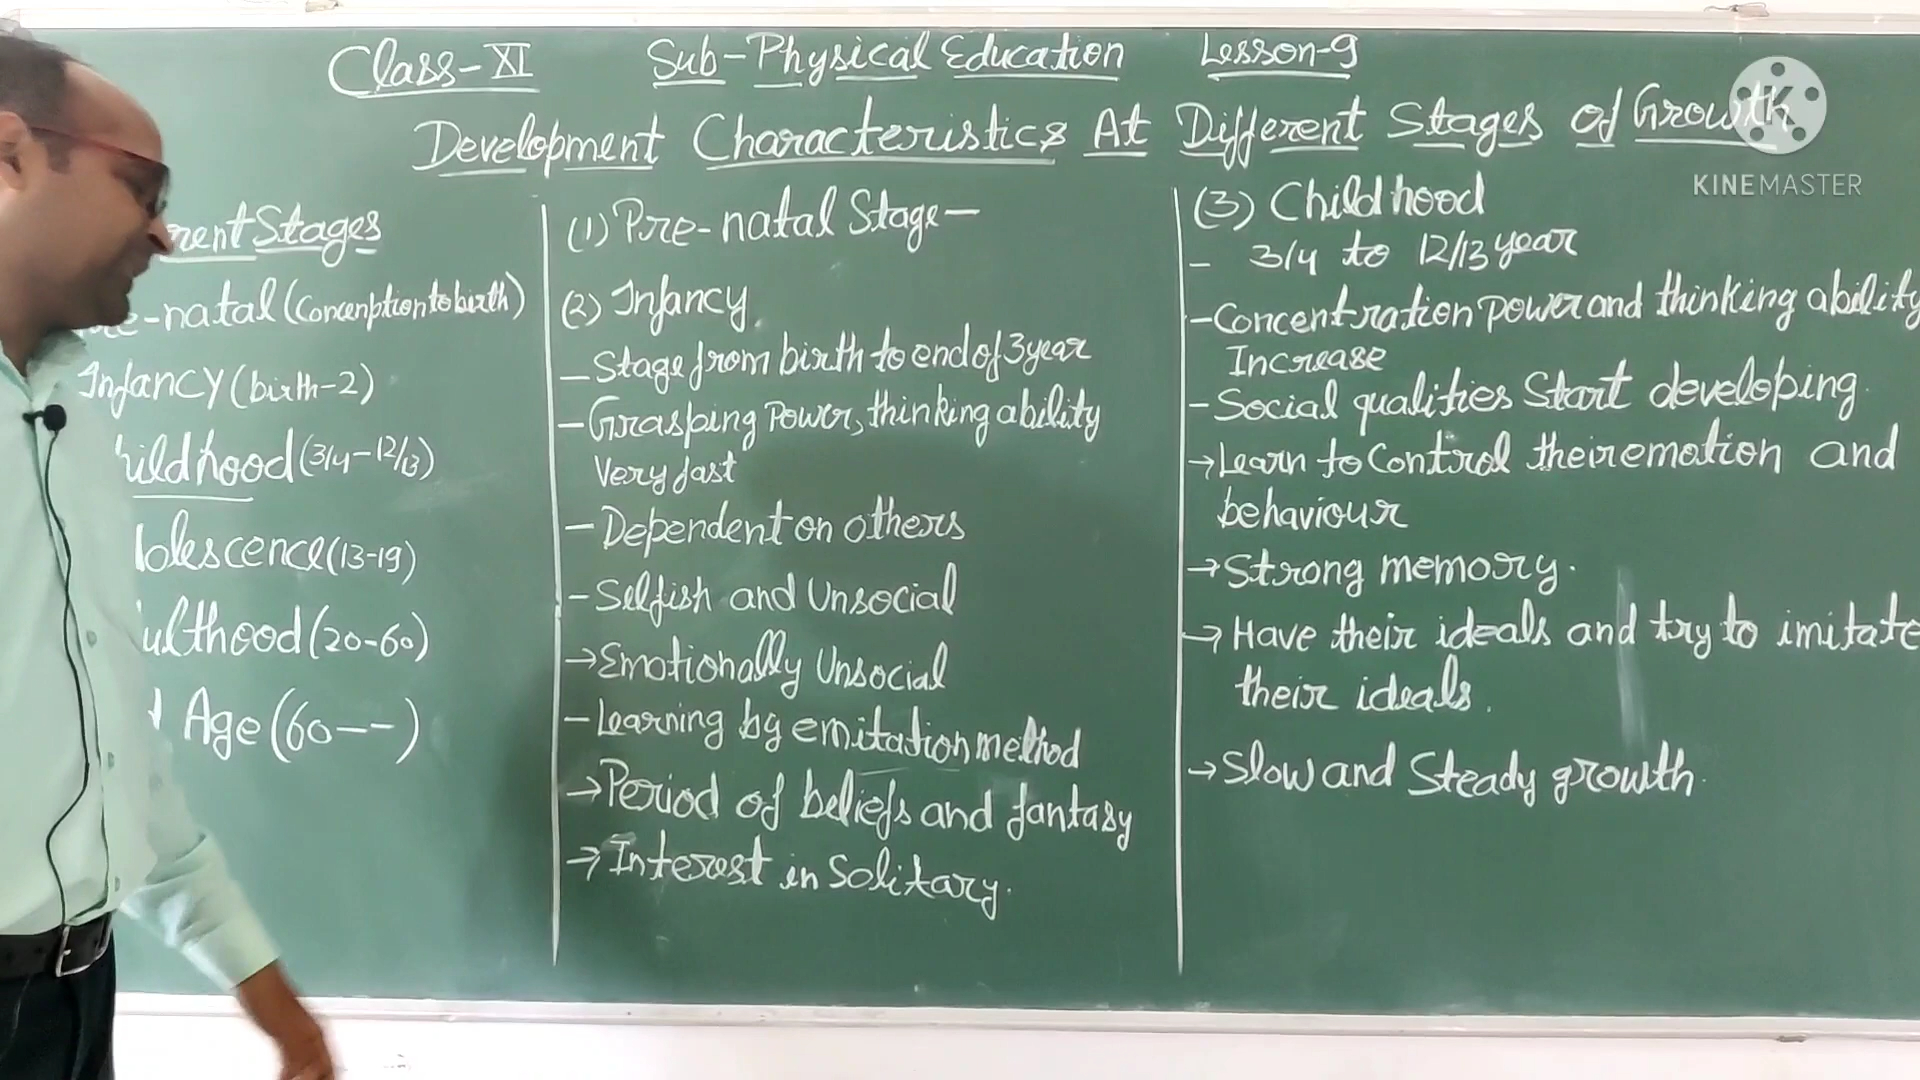 Class-XI Sub-Physical Education Lesson-9
Development Characteristics At Different Stages of Growth
KINEMASTER
rent Stages
-natal (Concenption to birth)
Infancy (birth-2)
hildhood (3/4-12/13)
olescence (13-19)
ulthood (20-60)
Age (60--)
(1) Pre-natal Stage-
(2) Infancy
- Stage from birth to end of 3 year
- Grasping Power, thinking ability
Very fast
- Dependent on others
- Selfish and Unsocial
→ Emotionally Unsocial
- Learning by emitation method
→ Period of beliefs and fantasy
→ Interest in Solitary.
(3) Childhood
- 3/4 to 12/13 year
- Concentration power and thinking ability
Increase
- Social qualities Start developing.
→ Learn to Control their emotion and
behaviour
→ Strong memory.
→ Have their ideals and try to imitate
their ideals.
→ Slow and Steady growth.